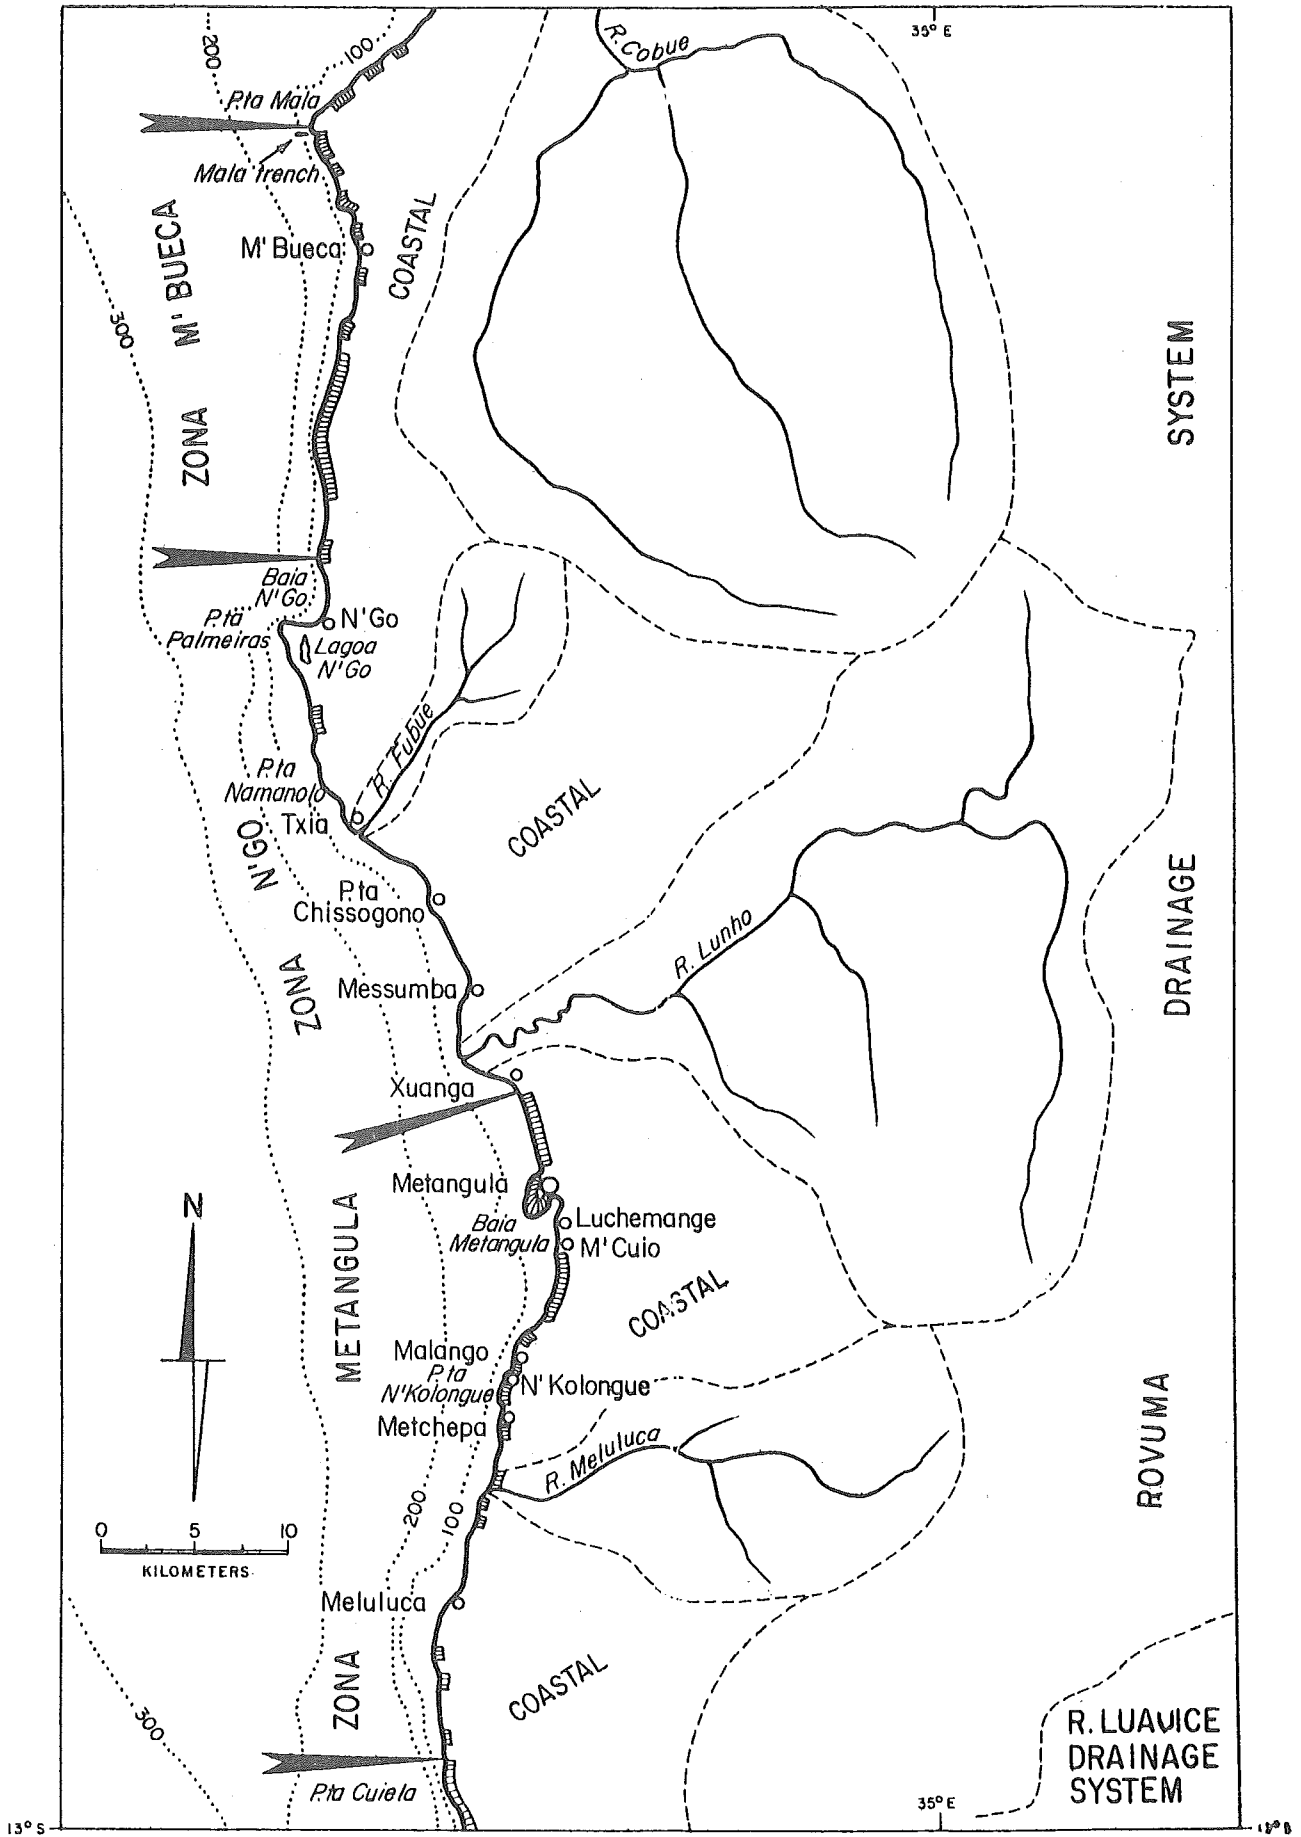 35° E
R. Cobue
200
100
P.ta Mala
Mala trench
COASTAL
M' Bueca
ZONA M' BUECA
300
SYSTEM
Baia
N'Go
P.ta
Palmeiras
N'Go
Lagoa
N'Go
R. Fubue
P.ta
Namanolo
Txia
COASTAL
ZONA N'GO
DRAINAGE
P.ta
Chissogono
R. Lunho
Messumba
Xuanga
Metangula
Luchemange
Baia
Metangula
M' Cuio
N
ZONA METANGULA
COASTAL
Malango
P.ta
N'Kolongue
N' Kolongue
ROVUMA
Metchepa
R. Meluluca
200
100
0 5 10
KILOMETERS
Meluluca
COASTAL
300
R. LUAVICE
DRAINAGE
SYSTEM
P.ta Cuiela
35° E
13° S